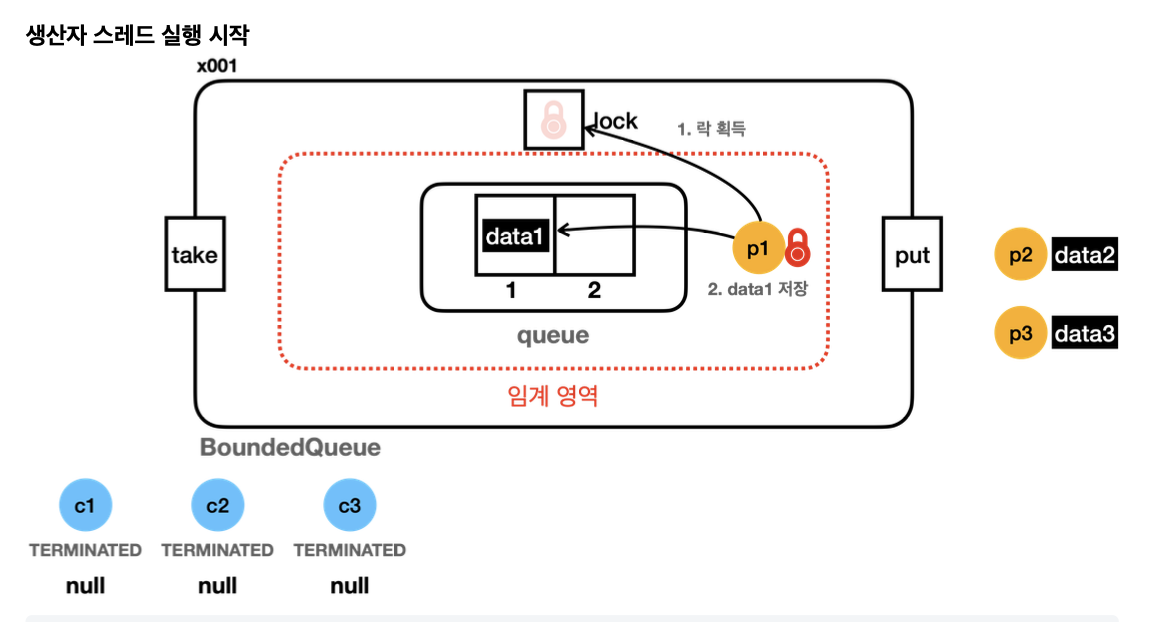 생산자 스레드 실행 시작
x001
lock
1. 락 획득
take
data1
p1
put
p2 data2
1 2
2. data1 저장
queue
p3 data3
임계 영역
BoundedQueue
c1 c2 c3
TERMINATED TERMINATED TERMINATED
null null null